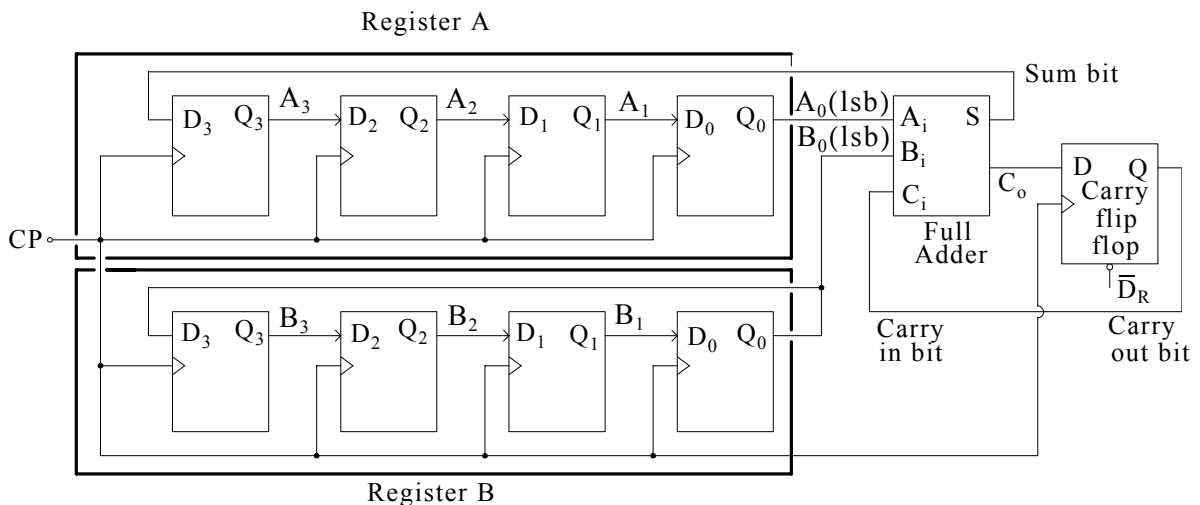 Register A
Sum bit
A₃ A₂ A₁ A₀(lsb)
D₃ Q₃ D₂ Q₂ D₁ Q₁ D₀ Q₀
B₀(lsb)
Aᵢ S
Bᵢ
Cᵢ
Cₒ
D Q
Carry
flip
flop
D̅_R
CP
Full
Adder
B₃ B₂ B₁
D₃ Q₃ D₂ Q₂ D₁ Q₁ D₀ Q₀
Carry
in bit
Carry
out bit
Register B